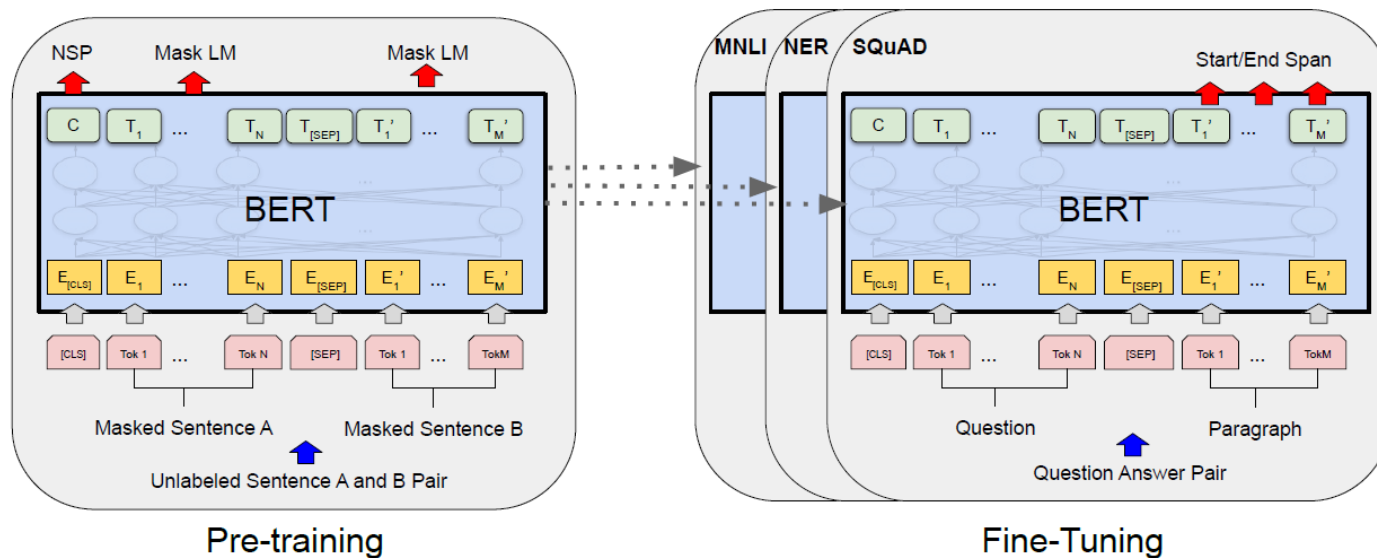 NSP Mask LM Mask LM
C T1 ... TN T[SEP] T1' ... TM'
...
...
BERT
E[CLS] E1 ... EN E[SEP] E1' ... EM'
[CLS] Tok 1 ... Tok N [SEP] Tok 1 ... TokM
Masked Sentence A Masked Sentence B
Unlabeled Sentence A and B Pair
Pre-training
MNLI NER SQuAD
Start/End Span
C T1 ... TN T[SEP] T1' ... TM'
...
...
BERT
E[CLS] E1 ... EN E[SEP] E1' ... EM'
[CLS] Tok 1 ... Tok N [SEP] Tok 1 ... TokM
Question Paragraph
Question Answer Pair
Fine-Tuning